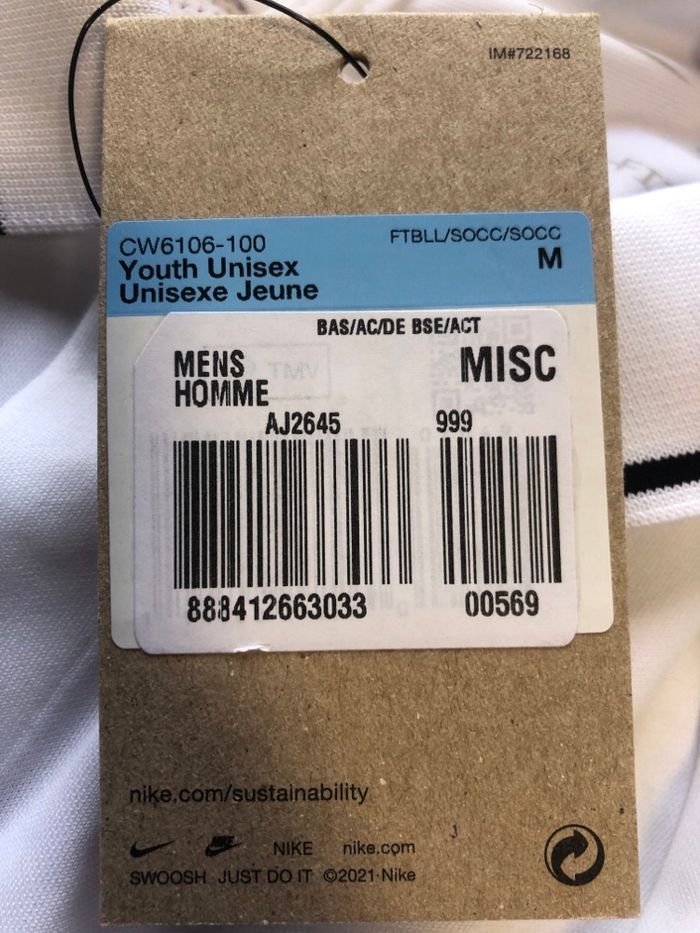 IM#722168
CW6106-100 FTBLL/SOCC/SOCC
Youth Unisex M
Unisexe Jeune
BAS/AC/DE BSE/ACT
MENS MISC
HOMME
AJ2645 999
888412663033 00569
nike.com/sustainability
NIKE nike.com
SWOOSH JUST DO IT ©2021 Nike